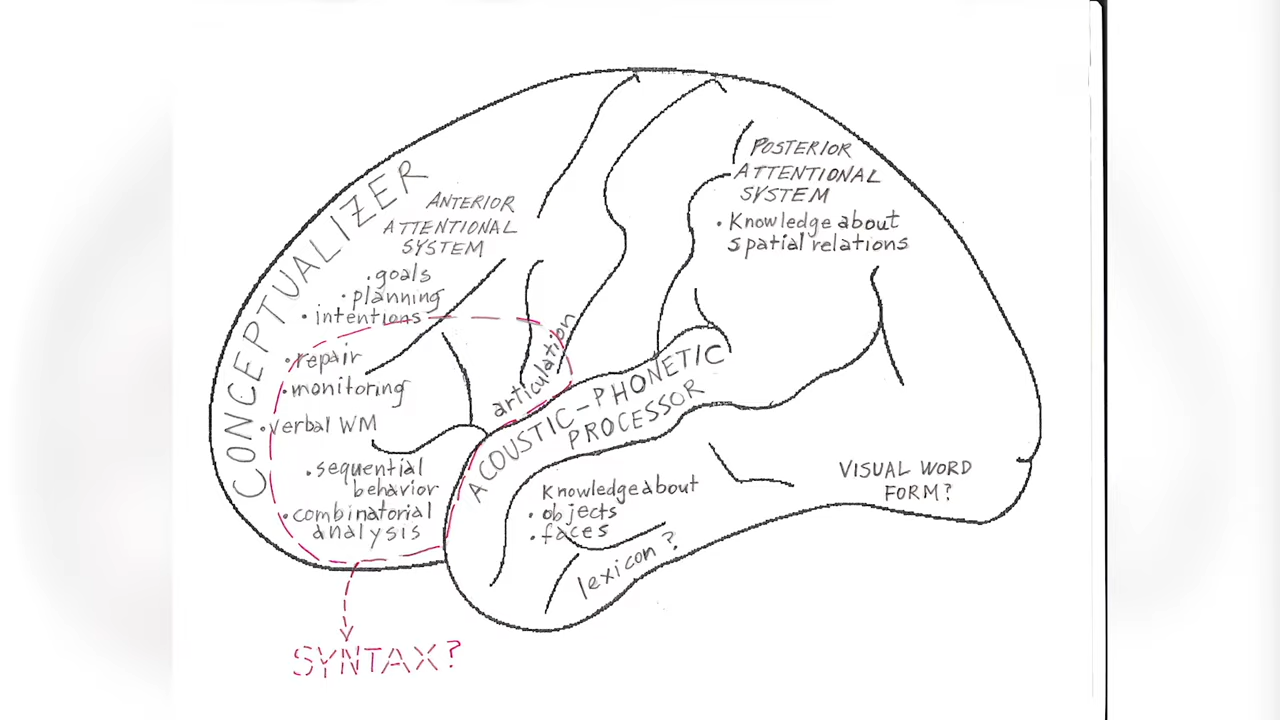 CONCEPTUALIZER
ANTERIOR
ATTENTIONAL
SYSTEM
• goals
• planning
• intentions
• repair
• monitoring
• verbal WM
• sequential
behavior
• combinatorial
analysis
articulation
ACOUSTIC-PHONETIC
PROCESSOR
POSTERIOR
ATTENTIONAL
SYSTEM
• Knowledge about
spatial relations
Knowledge about
• objects
• faces
lexicon ?
VISUAL WORD
FORM?
SYNTAX?